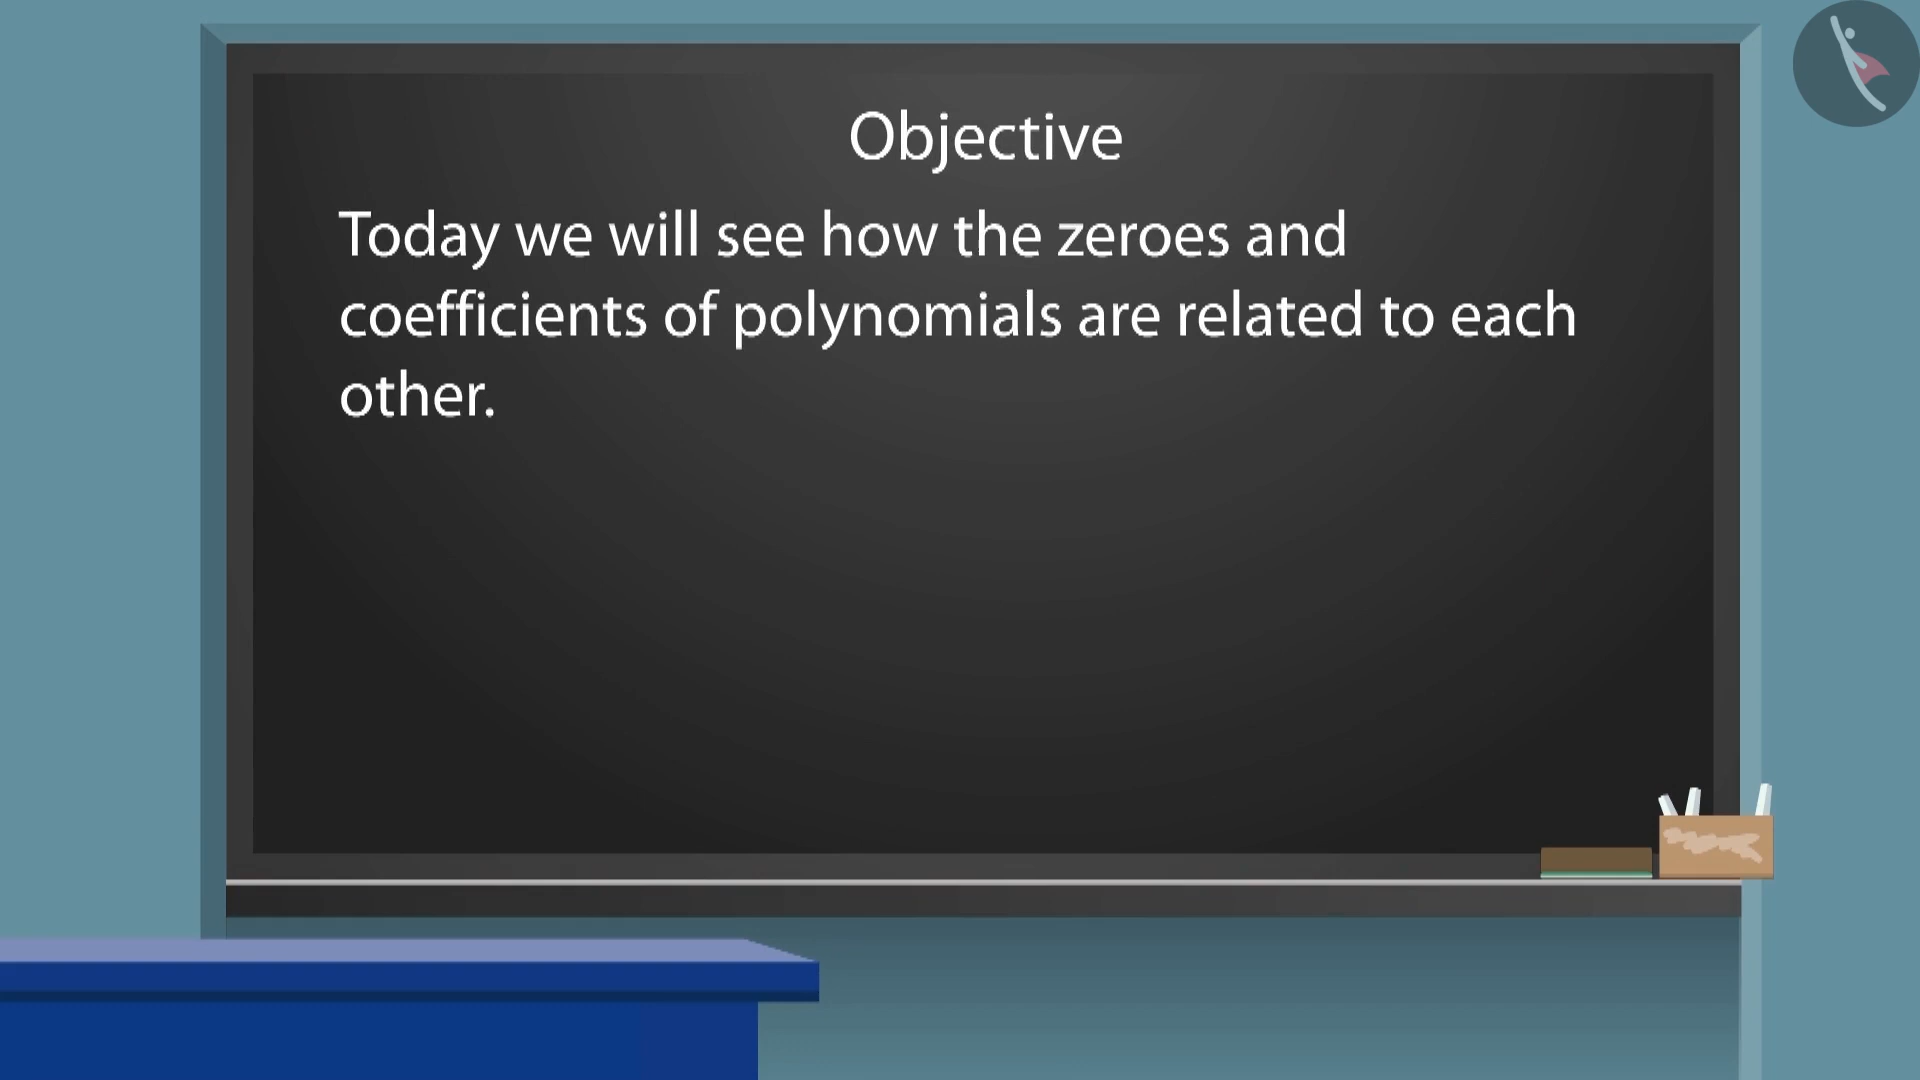 Objective
Today we will see how the zeroes and
coefficients of polynomials are related to each
other.